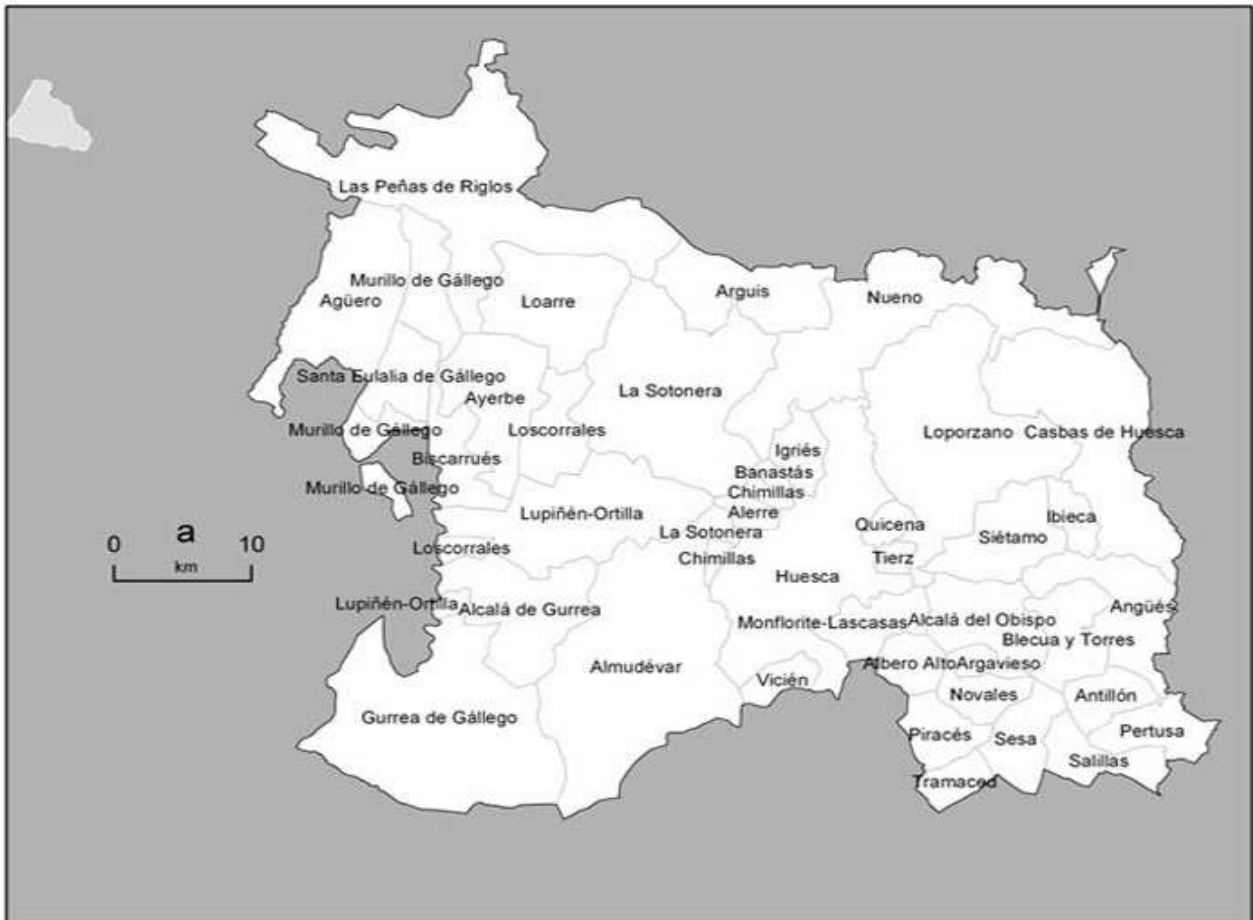 Las Peñas de Riglos
Murillo de Gállego
Agüero
Loarre
Arguis
Nueno
Santa Eulalia de Gállego
Ayerbe
La Sotonera
Murillo de Gállego
Loscorrales
Loporzano
Casbas de Huesca
Igriés
Biscarrués
Banastás
Murillo de Gállego
Chimillas
Lupiñén-Ortilla
Alerre
Ibieca
a
0
10
km
La Sotonera
Quicena
Siétamo
Loscorrales
Chimillas
Tierz
Huesca
Lupiñén-Ortilla
Alcalá de Gurrea
Monflorite-Lascasas
Alcalá del Obispo
Angüés
Blecua y Torres
Almudévar
Albero Alto
Argavieso
Vicién
Novales
Antillón
Gurrea de Gállego
Piracés
Sesa
Pertusa
Salillas
Tramaced